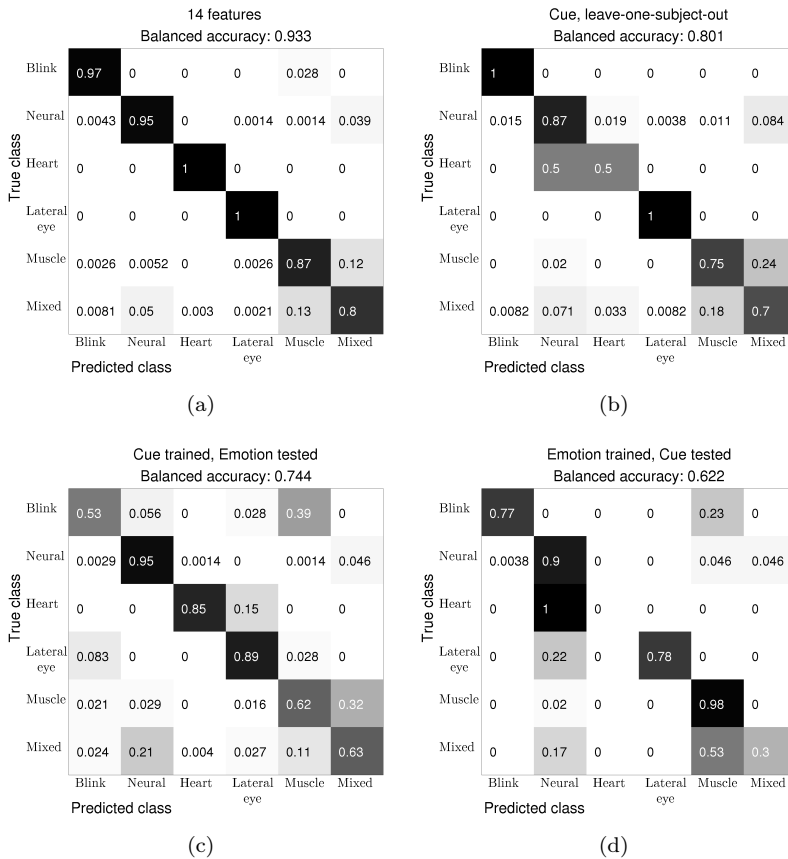 14 features
Balanced accuracy: 0.933
Blink 0.97 0 0 0 0.028 0
Neural 0.0043 0.95 0 0.0014 0.0014 0.039
Heart 0 0 1 0 0 0
Lateral eye 0 0 0 1 0 0
Muscle 0.0026 0.0052 0 0.0026 0.87 0.12
Mixed 0.0081 0.05 0.003 0.0021 0.13 0.8
True class
Blink Neural Heart Lateral eye Muscle Mixed
Predicted class
(a)
Cue, leave-one-subject-out
Balanced accuracy: 0.801
Blink 1 0 0 0 0 0
Neural 0.015 0.87 0.019 0.0038 0.011 0.084
Heart 0 0.5 0.5 0 0 0
Lateral eye 0 0 0 1 0 0
Muscle 0 0.02 0 0 0.75 0.24
Mixed 0.0082 0.071 0.033 0.0082 0.18 0.7
True class
Blink Neural Heart Lateral eye Muscle Mixed
Predicted class
(b)
Cue trained, Emotion tested
Balanced accuracy: 0.744
Blink 0.53 0.056 0 0.028 0.39 0
Neural 0.0029 0.95 0.0014 0 0.0014 0.046
Heart 0 0 0.85 0.15 0 0
Lateral eye 0.083 0 0 0.89 0.028 0
Muscle 0.021 0.029 0 0.016 0.62 0.32
Mixed 0.024 0.21 0.004 0.027 0.11 0.63
True class
Blink Neural Heart Lateral eye Muscle Mixed
Predicted class
(c)
Emotion trained, Cue tested
Balanced accuracy: 0.622
Blink 0.77 0 0 0 0.23 0
Neural 0.0038 0.9 0 0 0.046 0.046
Heart 0 1 0 0 0 0
Lateral eye 0 0.22 0 0.78 0 0
Muscle 0 0.02 0 0 0.98 0
Mixed 0 0.17 0 0 0.53 0.3
True class
Blink Neural Heart Lateral eye Muscle Mixed
Predicted class
(d)